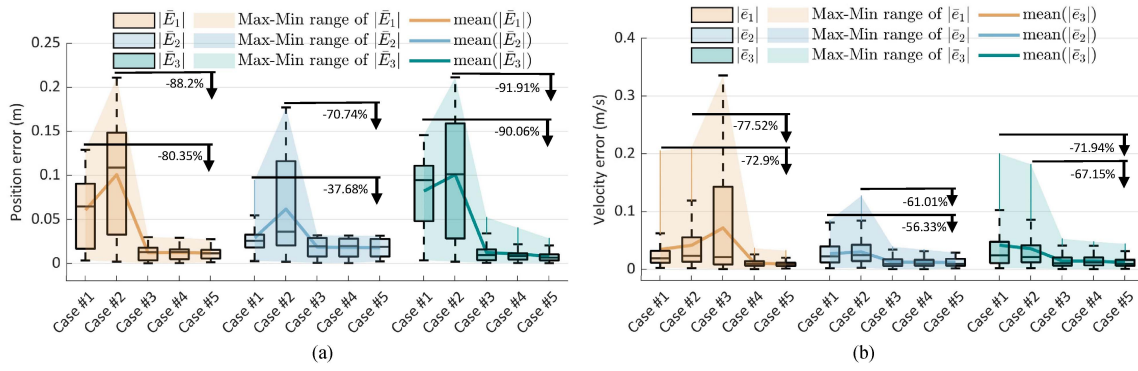 |Ē₁| Max-Min range of |Ē₁| mean(|Ē₁|)
|Ē₂| Max-Min range of |Ē₂| mean(|Ē₂|)
|Ē₃| Max-Min range of |Ē₃| mean(|Ē₃|)
Position error (m)
0.25
0.2
0.15
0.1
0.05
0
-88.2%
-80.35%
-70.74%
-37.68%
-91.91%
-90.06%
Case #1 Case #2 Case #3 Case #4 Case #5 Case #1 Case #2 Case #3 Case #4 Case #5 Case #1 Case #2 Case #3 Case #4 Case #5
(a)
|ē₁| Max-Min range of |ē₁| mean(|ē₃|)
|ē₂| Max-Min range of |ē₂| mean(|ē₂|)
|ē₃| Max-Min range of |ē₃| mean(|ē₃|)
Velocity error (m/s)
0.4
0.3
0.2
0.1
0
-77.52%
-72.9%
-61.01%
-56.33%
-71.94%
-67.15%
Case #1 Case #2 Case #3 Case #4 Case #5 Case #1 Case #2 Case #3 Case #4 Case #5 Case #1 Case #2 Case #3 Case #4 Case #5
(b)